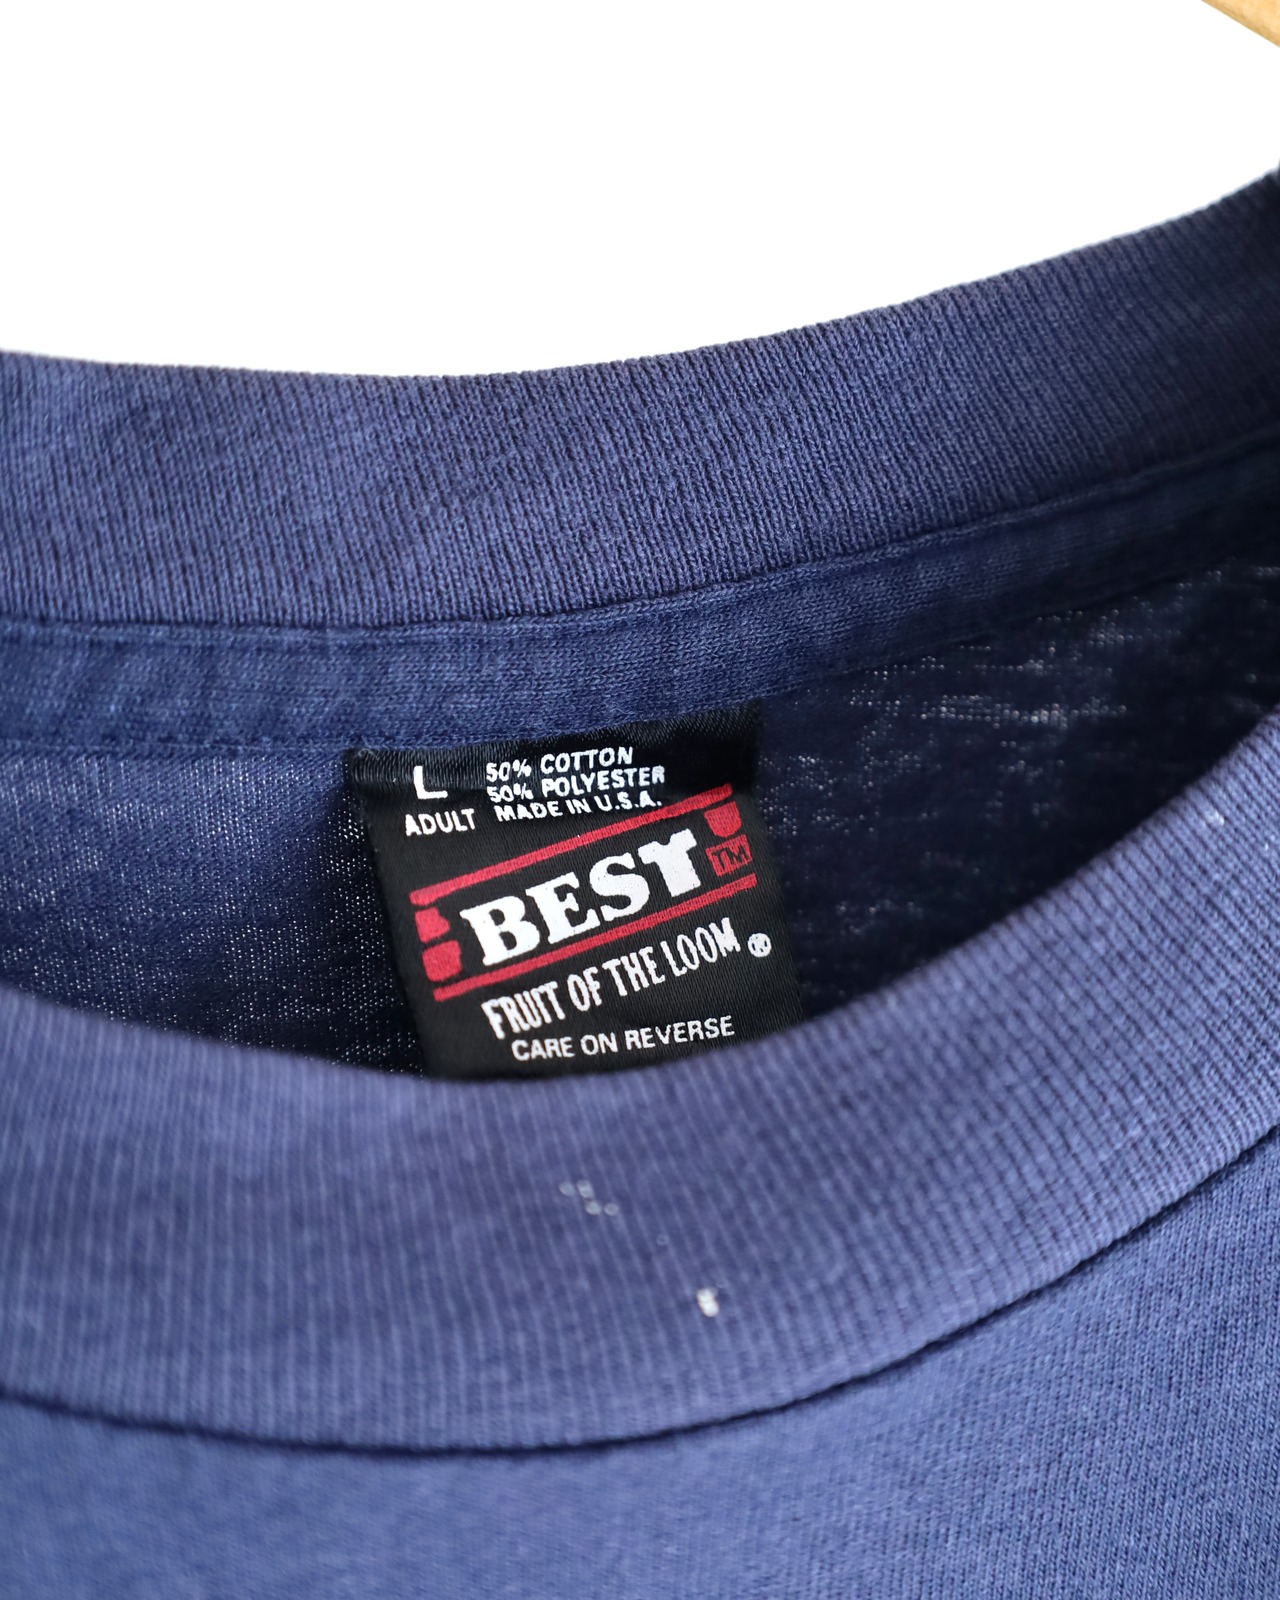 L
ADULT
50% COTTON
50% POLYESTER
MADE IN U.S.A.
BEST TM
FRUIT OF THE LOOM ®
CARE ON REVERSE